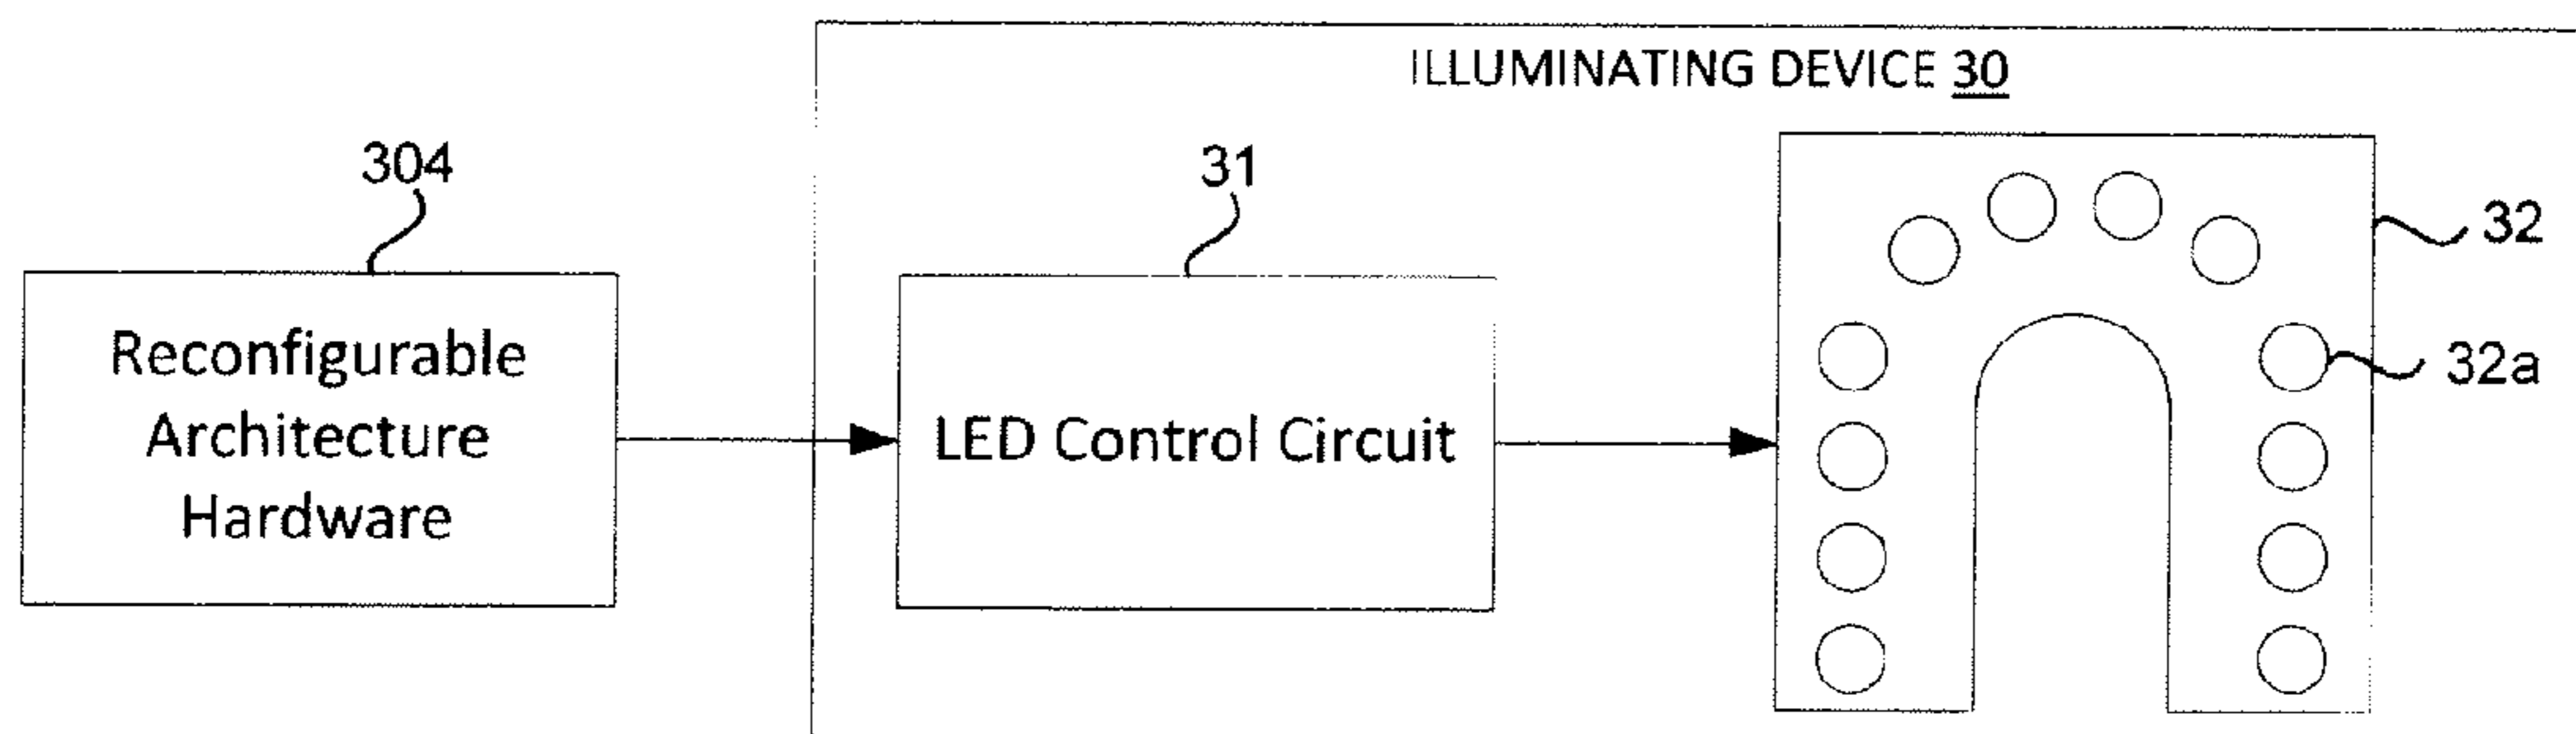 ILLUMINATING DEVICE 30
304
31
32
32a
Reconfigurable
Architecture
Hardware
LED Control Circuit